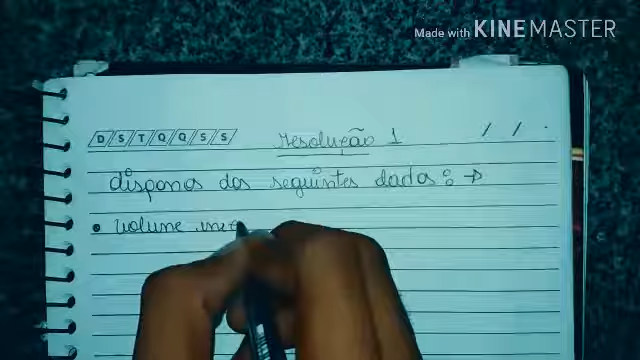 Made with KINEMASTER
D S T Q Q S S
Resolução 1
/ /
dispomos dos seguintes dados: →
• Volume